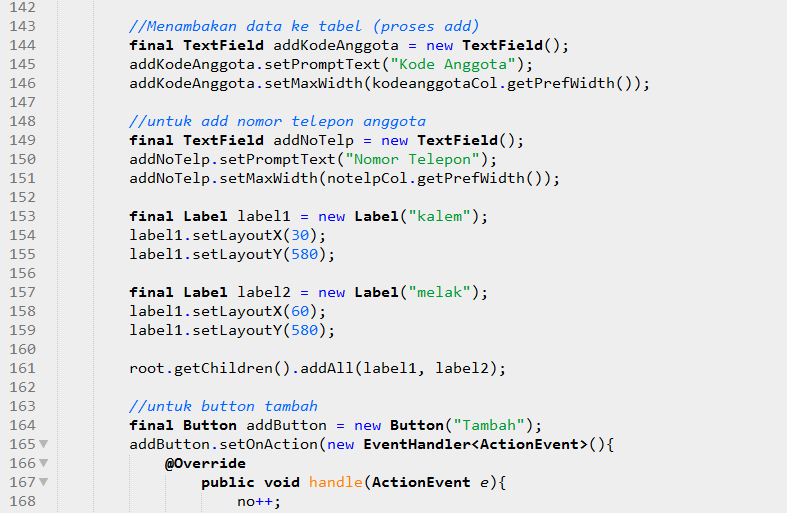 142
143 //Menambakan data ke tabel (proses add)
144 final TextField addKodeAnggota = new TextField();
145 addKodeAnggota.setPromptText("Kode Anggota");
146 addKodeAnggota.setMaxWidth(kodeanggotaCol.getPrefWidth());
147
148 //untuk add nomor telepon anggota
149 final TextField addNoTelp = new TextField();
150 addNoTelp.setPromptText("Nomor Telepon");
151 addNoTelp.setMaxWidth(notelpCol.getPrefWidth());
152
153 final Label label1 = new Label("kalem");
154 label1.setLayoutX(30);
155 label1.setLayoutY(580);
156
157 final Label label2 = new Label("melak");
158 label1.setLayoutX(60);
159 label1.setLayoutY(580);
160
161 root.getChildren().addAll(label1, label2);
162
163 //untuk button tambah
164 final Button addButton = new Button("Tambah");
165 addButton.setOnAction(new EventHandler<ActionEvent>(){
166 @Override
167 public void handle(ActionEvent e){
168 no++;